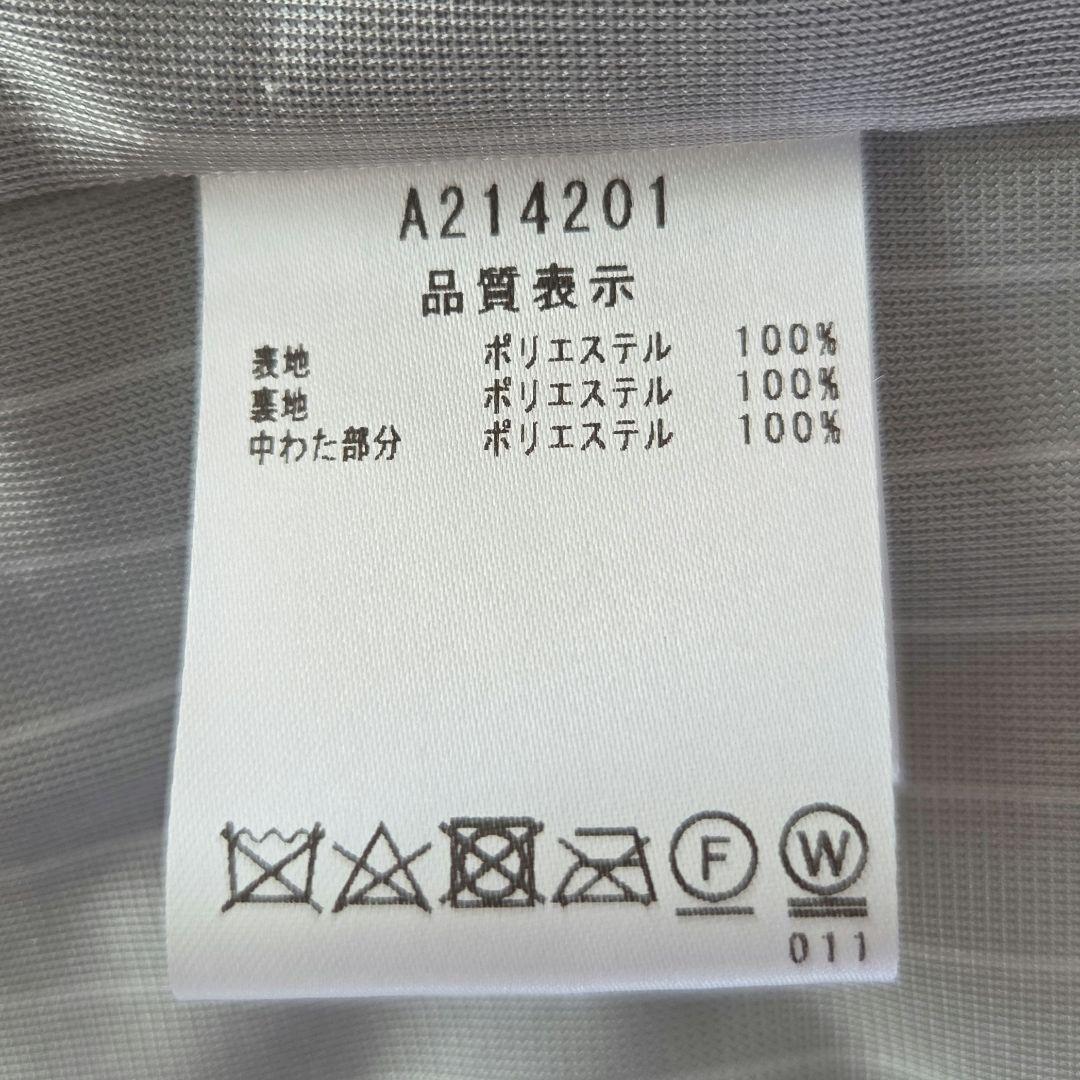 A214201
品質表示
表地 ポリエステル 100%
裏地 ポリエステル 100%
中わた部分 ポリエステル 100%
F W
011